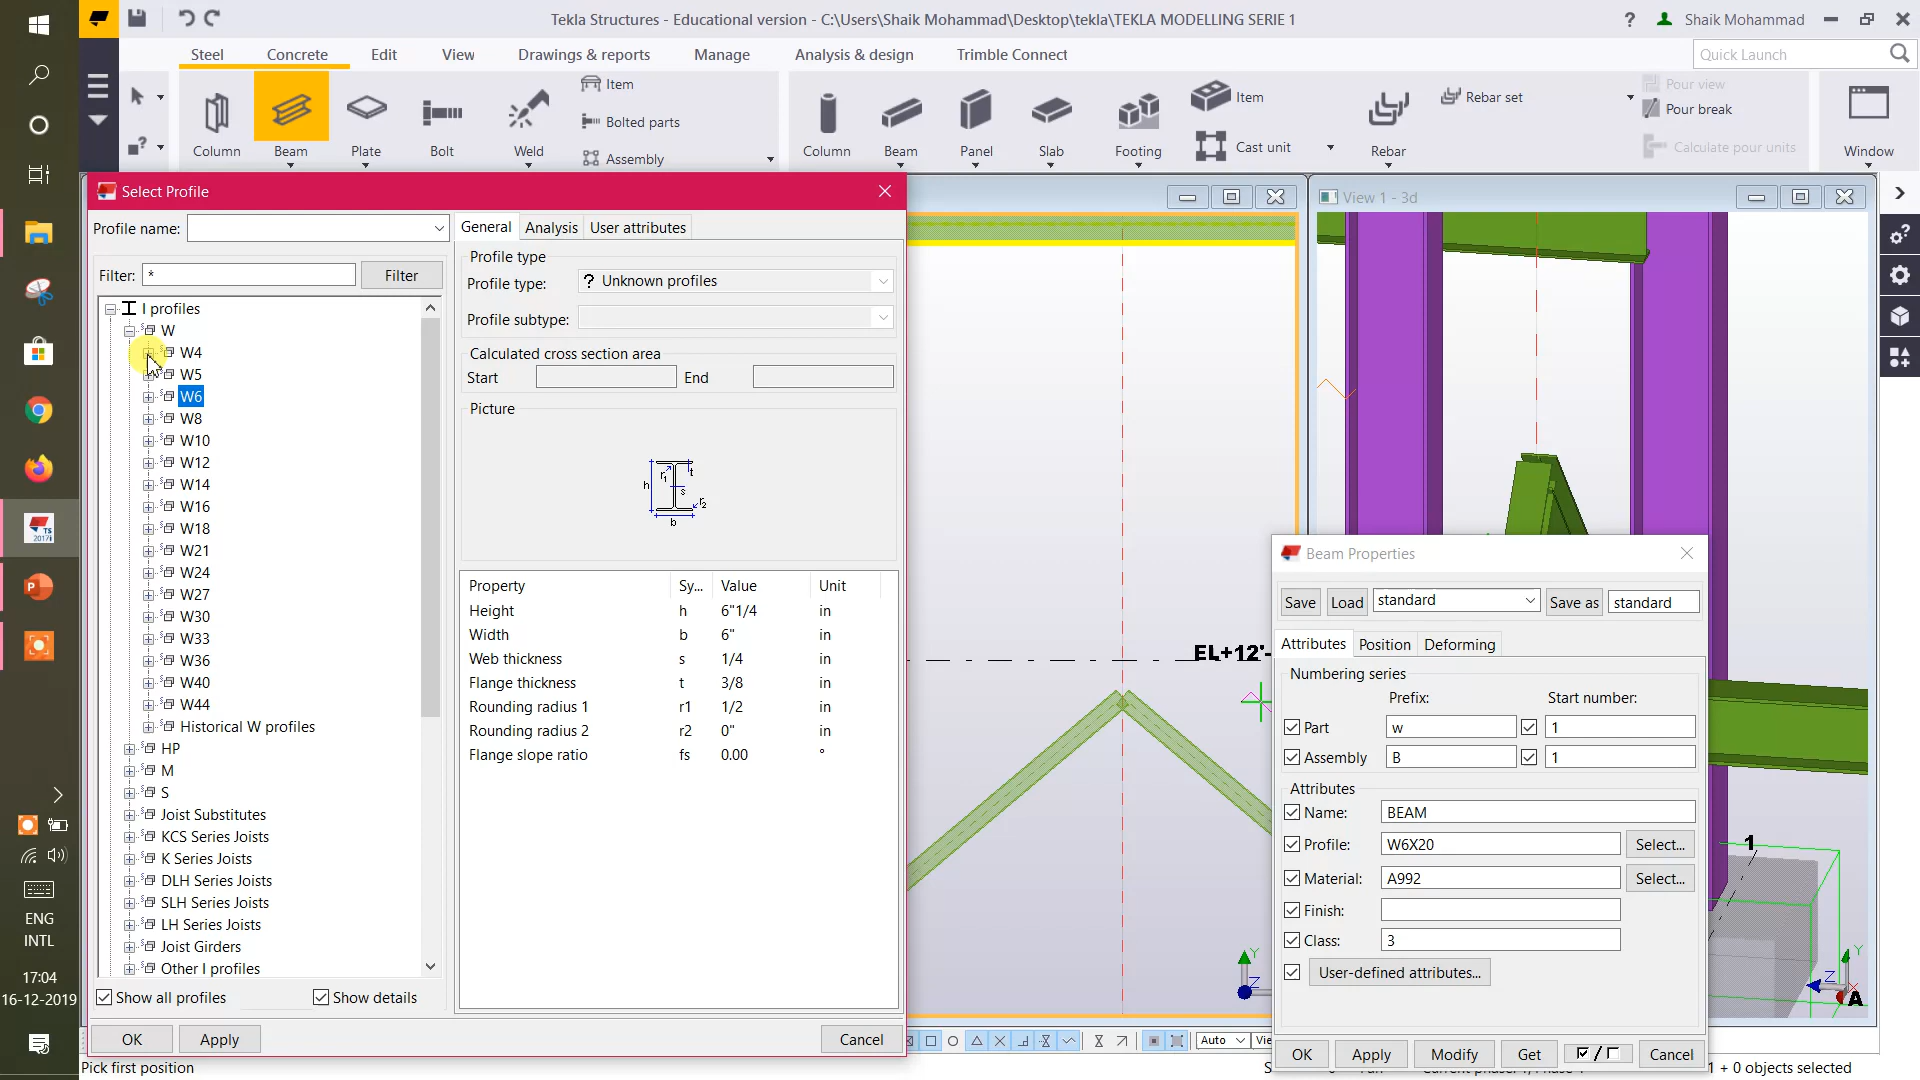 Tekla Structures - Educational version - C:\Users\Shaik Mohammad\Desktop\tekla\TEKLA MODELLING SERIE 1
? Shaik Mohammad
Steel Concrete Edit View Drawings & reports Manage Analysis & design Trimble Connect
Quick Launch
Item
Bolted parts
Assembly
Column Beam Plate Bolt Weld
Column Beam Panel Slab Footing
Item
Cast unit
Rebar
Rebar set
Pour view
Pour break
Calculate pour units
Window
Select Profile
Profile name:
Filter: * Filter
I profiles
W
W4
W5
W6
W8
W10
W12
W14
W16
W18
W21
W24
W27
W30
W33
W36
W40
W44
Historical W profiles
HP
M
S
Joist Substitutes
KCS Series Joists
K Series Joists
DLH Series Joists
SLH Series Joists
LH Series Joists
Joist Girders
Other I profiles
Show all profiles Show details
OK Apply Cancel
General Analysis User attributes
Profile type
Profile type: ? Unknown profiles
Profile subtype:
Calculated cross section area
Start End
Picture
h r1 t s r2 b
Property Sy... Value Unit
Height h 6"1/4 in
Width b 6" in
Web thickness s 1/4 in
Flange thickness t 3/8 in
Rounding radius 1 r1 1/2 in
Rounding radius 2 r2 0" in
Flange slope ratio fs 0.00 °
View 1 - 3d
EL+12'-
Y
Z
1
Y
Z
X
A
Beam Properties
Save Load standard Save as standard
Attributes Position Deforming
Numbering series
Prefix: Start number:
Part w 1
Assembly B 1
Attributes
Name: BEAM
Profile: W6X20 Select...
Material: A992 Select...
Finish:
Class: 3
User-defined attributes...
OK Apply Modify Get / Cancel
Auto
Pick first position
1 + 0 objects selected
TS
2017i
ENG
INTL
17:04
16-12-2019